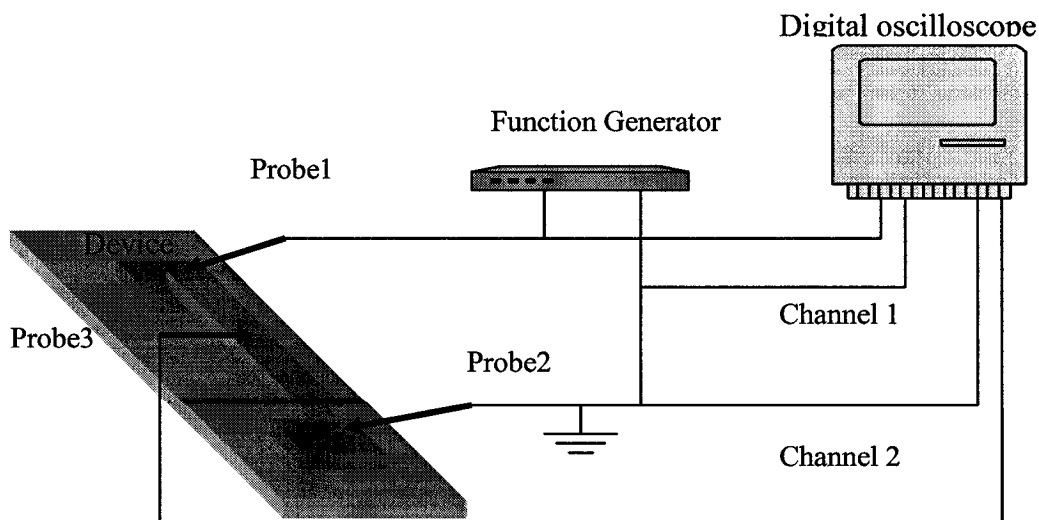 Digital oscilloscope
Function Generator
Probe1
Device
Channel 1
Probe3
Probe2
Channel 2